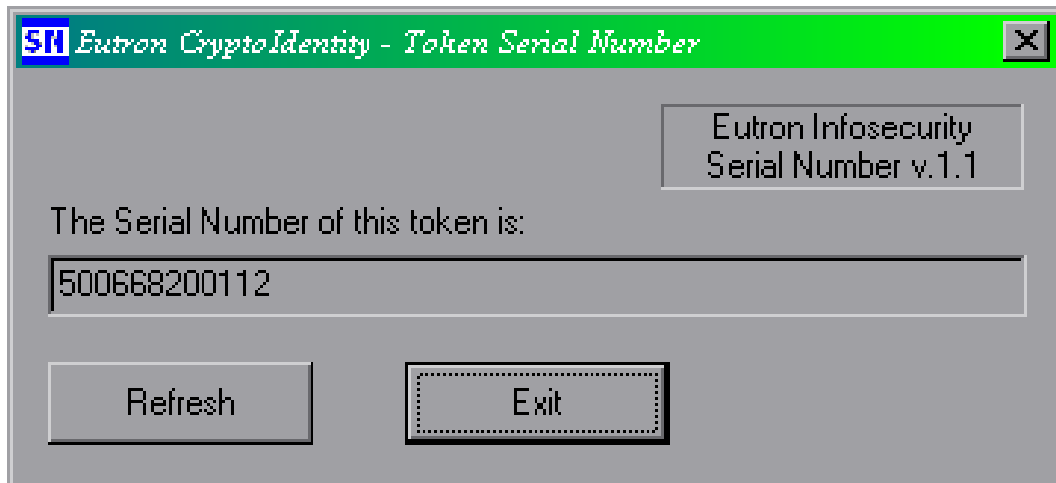 SN Eutron CryptoIdentity - Token Serial Number
Eutron Infosecurity
Serial Number v.1.1
The Serial Number of this token is:
500668200112
Refresh
Exit